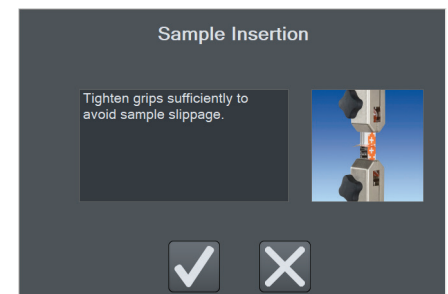 Sample Insertion
Tighten grips sufficiently to
avoid sample slippage.